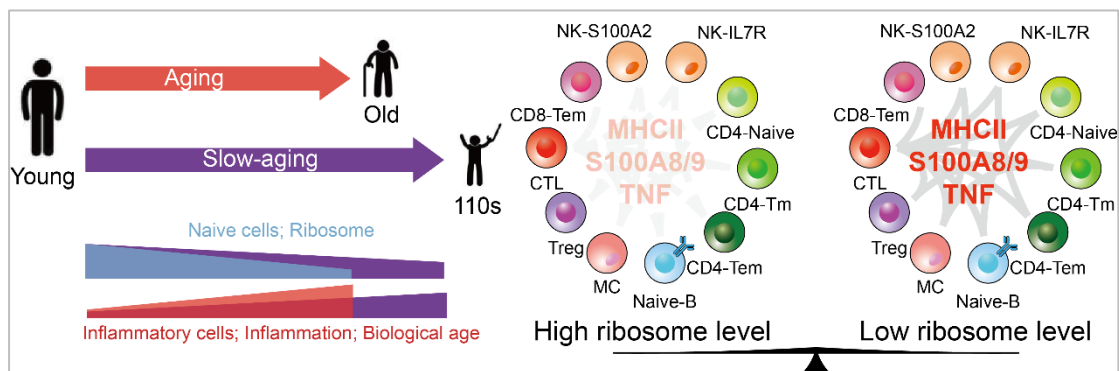 Young
Aging
Old
Slow-aging
110s
Naive cells; Ribosome
Inflammatory cells; Inflammation; Biological age
NK-S100A2
NK-IL7R
CD8-Tem
CD4-Naive
MHCII
S100A8/9
TNF
CTL
CD4-Tm
Treg
CD4-Tem
MC
Naive-B
High ribosome level
NK-S100A2
NK-IL7R
CD8-Tem
CD4-Naive
MHCII
S100A8/9
TNF
CTL
CD4-Tm
Treg
CD4-Tem
MC
Naive-B
Low ribosome level